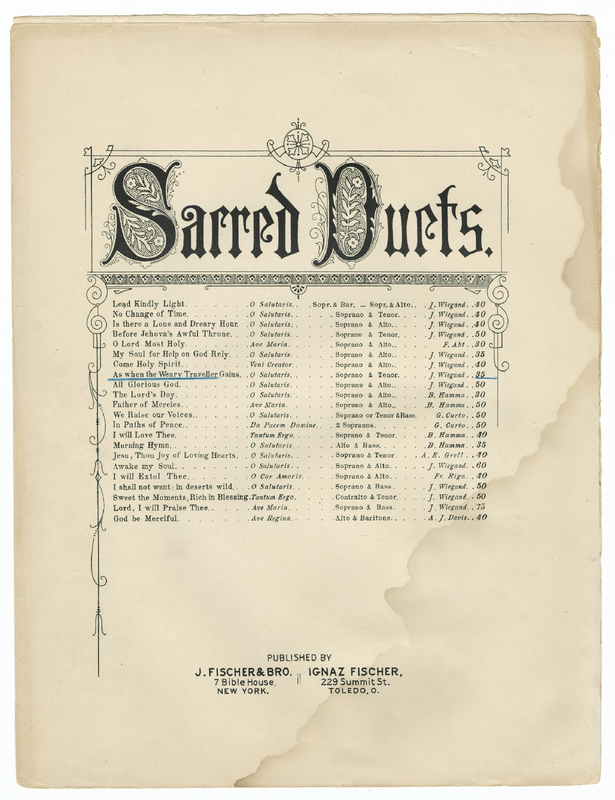 Sacred Duets.
Lead Kindly Light. . . . . . . . O Salutaris. . . . Sopr. & Bar. – Sopr. & Alto. . . J. Wiegand. . 40
No Change of Time. . . . . . . . O Salutaris. . . . Soprano & Tenor. . . J. Wiegand. . 40
Is there a Lone and Dreary Hour. . O Salutaris. . . . Soprano & Alto. . . . J. Wiegand. . 40
Before Jehova's Awful Throne. . . O Salutaris. . . . Soprano & Tenor. . . J. Wiegand. . 50
O Lord Most Holy. . . . . . . . Ave Maria. . . . Soprano & Alto. . . . F. Abt. . 30
My Soul for Help on God Rely. . . O Salutaris. . . . Soprano & Alto. . . . J. Wiegand. . 35
Come Holy Spirit. . . . . . . . Veni Creator. . . . Soprano & Alto. . . . J. Wiegand. . 40
As when the Weary Traveller Gains. . O Salutaris. . . . Soprano & Tenor. . . J. Wiegand. . 35
All Glorious God. . . . . . . . O Salutaris. . . . Soprano & Alto. . . . J. Wiegand. . 50
The Lord's Day. . . . . . . . O Salutaris. . . . Soprano & Alto. . . . B. Hamma. . 30
Father of Mercies. . . . . . . . Ave Maria. . . . Soprano & Alto. . . . B. Hamma. . 50
We Raise our Voices. . . . . . . O Salutaris. . . . Soprano or Tenor & Bass. G. Curto. . 50
In Paths of Peace. . . . . . . . Da Pacem Domine. . . 2 Sopranos. . . . G. Curto. . 50
I will Love Thee. . . . . . . . Tantum Ergo. . . . Soprano & Tenor. . . B. Hamma. . 40
Morning Hymn. . . . . . . . O Salutaris. . . . Alto & Bass. . . . B. Hamma. . 35
Jesu, Thou Joy of Loving Hearts. . O Salutaris. . . . Soprano & Tenor. . . A. E. Grell. . 40
Awake my Soul. . . . . . . . O Salutaris. . . . Soprano & Alto. . . . J. Wiegand. . 60
I will Extol Thee. . . . . . . . O Cor Amoris. . . . Soprano & Alto. . . . Fr. Riga. . 40
I shall not want: in deserts wild. . O Salutaris. . . . Soprano & Bass. . . . J. Wiegand. . 50
Sweet the Moments, Rich in Blessing. Tantum Ergo. . . . Contralto & Tenor. . . J. Wiegand. . 50
Lord, I will Praise Thee. . . . . Ave Maria. . . . Soprano & Bass. . . . J. Wiegand. . 75
God be Merciful. . . . . . . . Ave Regina. . . . Alto & Baritone. . . . A. J. Davis. . 40
PUBLISHED BY
J. FISCHER & BRO. || IGNAZ FISCHER,
7 Bible House, 229 Summit St.
NEW YORK. TOLEDO, O.